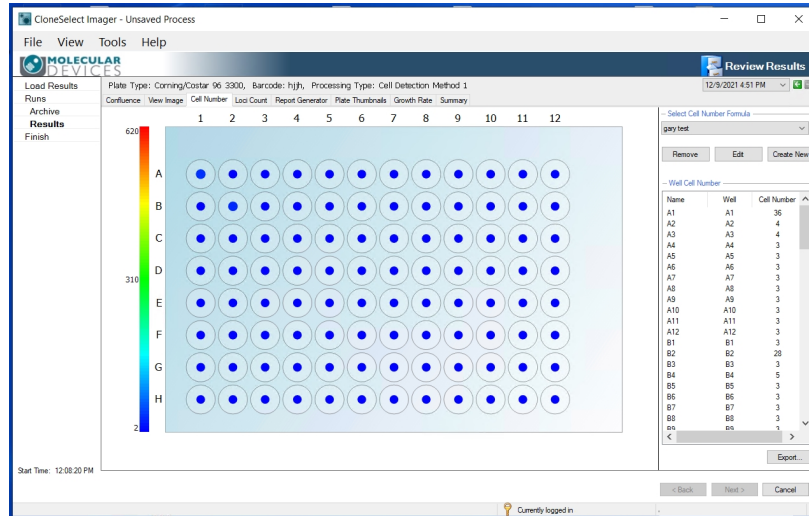 CloneSelect Imager - Unsaved Process
File View Tools Help
MOLECULAR
DEVICES
Review Results
Load Results
Runs
Archive
Results
Finish
Plate Type: Corning/Costar 96 3300, Barcode: hjjh, Processing Type: Cell Detection Method 1
12/9/2021 4:51 PM
Confluence View Image Cell Number Loci Count Report Generator Plate Thumbnails Growth Rate Summary
1 2 3 4 5 6 7 8 9 10 11 12
620
310
2
A
B
C
D
E
F
G
H
Select Cell Number Formula
gary test
Remove Edit Create New
Well Cell Number
Name Well Cell Number
A1 A1 36
A2 A2 4
A3 A3 4
A4 A4 3
A5 A5 3
A6 A6 3
A7 A7 3
A8 A8 3
A9 A9 3
A10 A10 3
A11 A11 3
A12 A12 3
B1 B1 3
B2 B2 28
B3 B3 3
B4 B4 5
B5 B5 3
B6 B6 3
B7 B7 3
B8 B8 3
B9 B9 3
Export...
Start Time: 12:08:20 PM
< Back Next > Cancel
Currently logged in